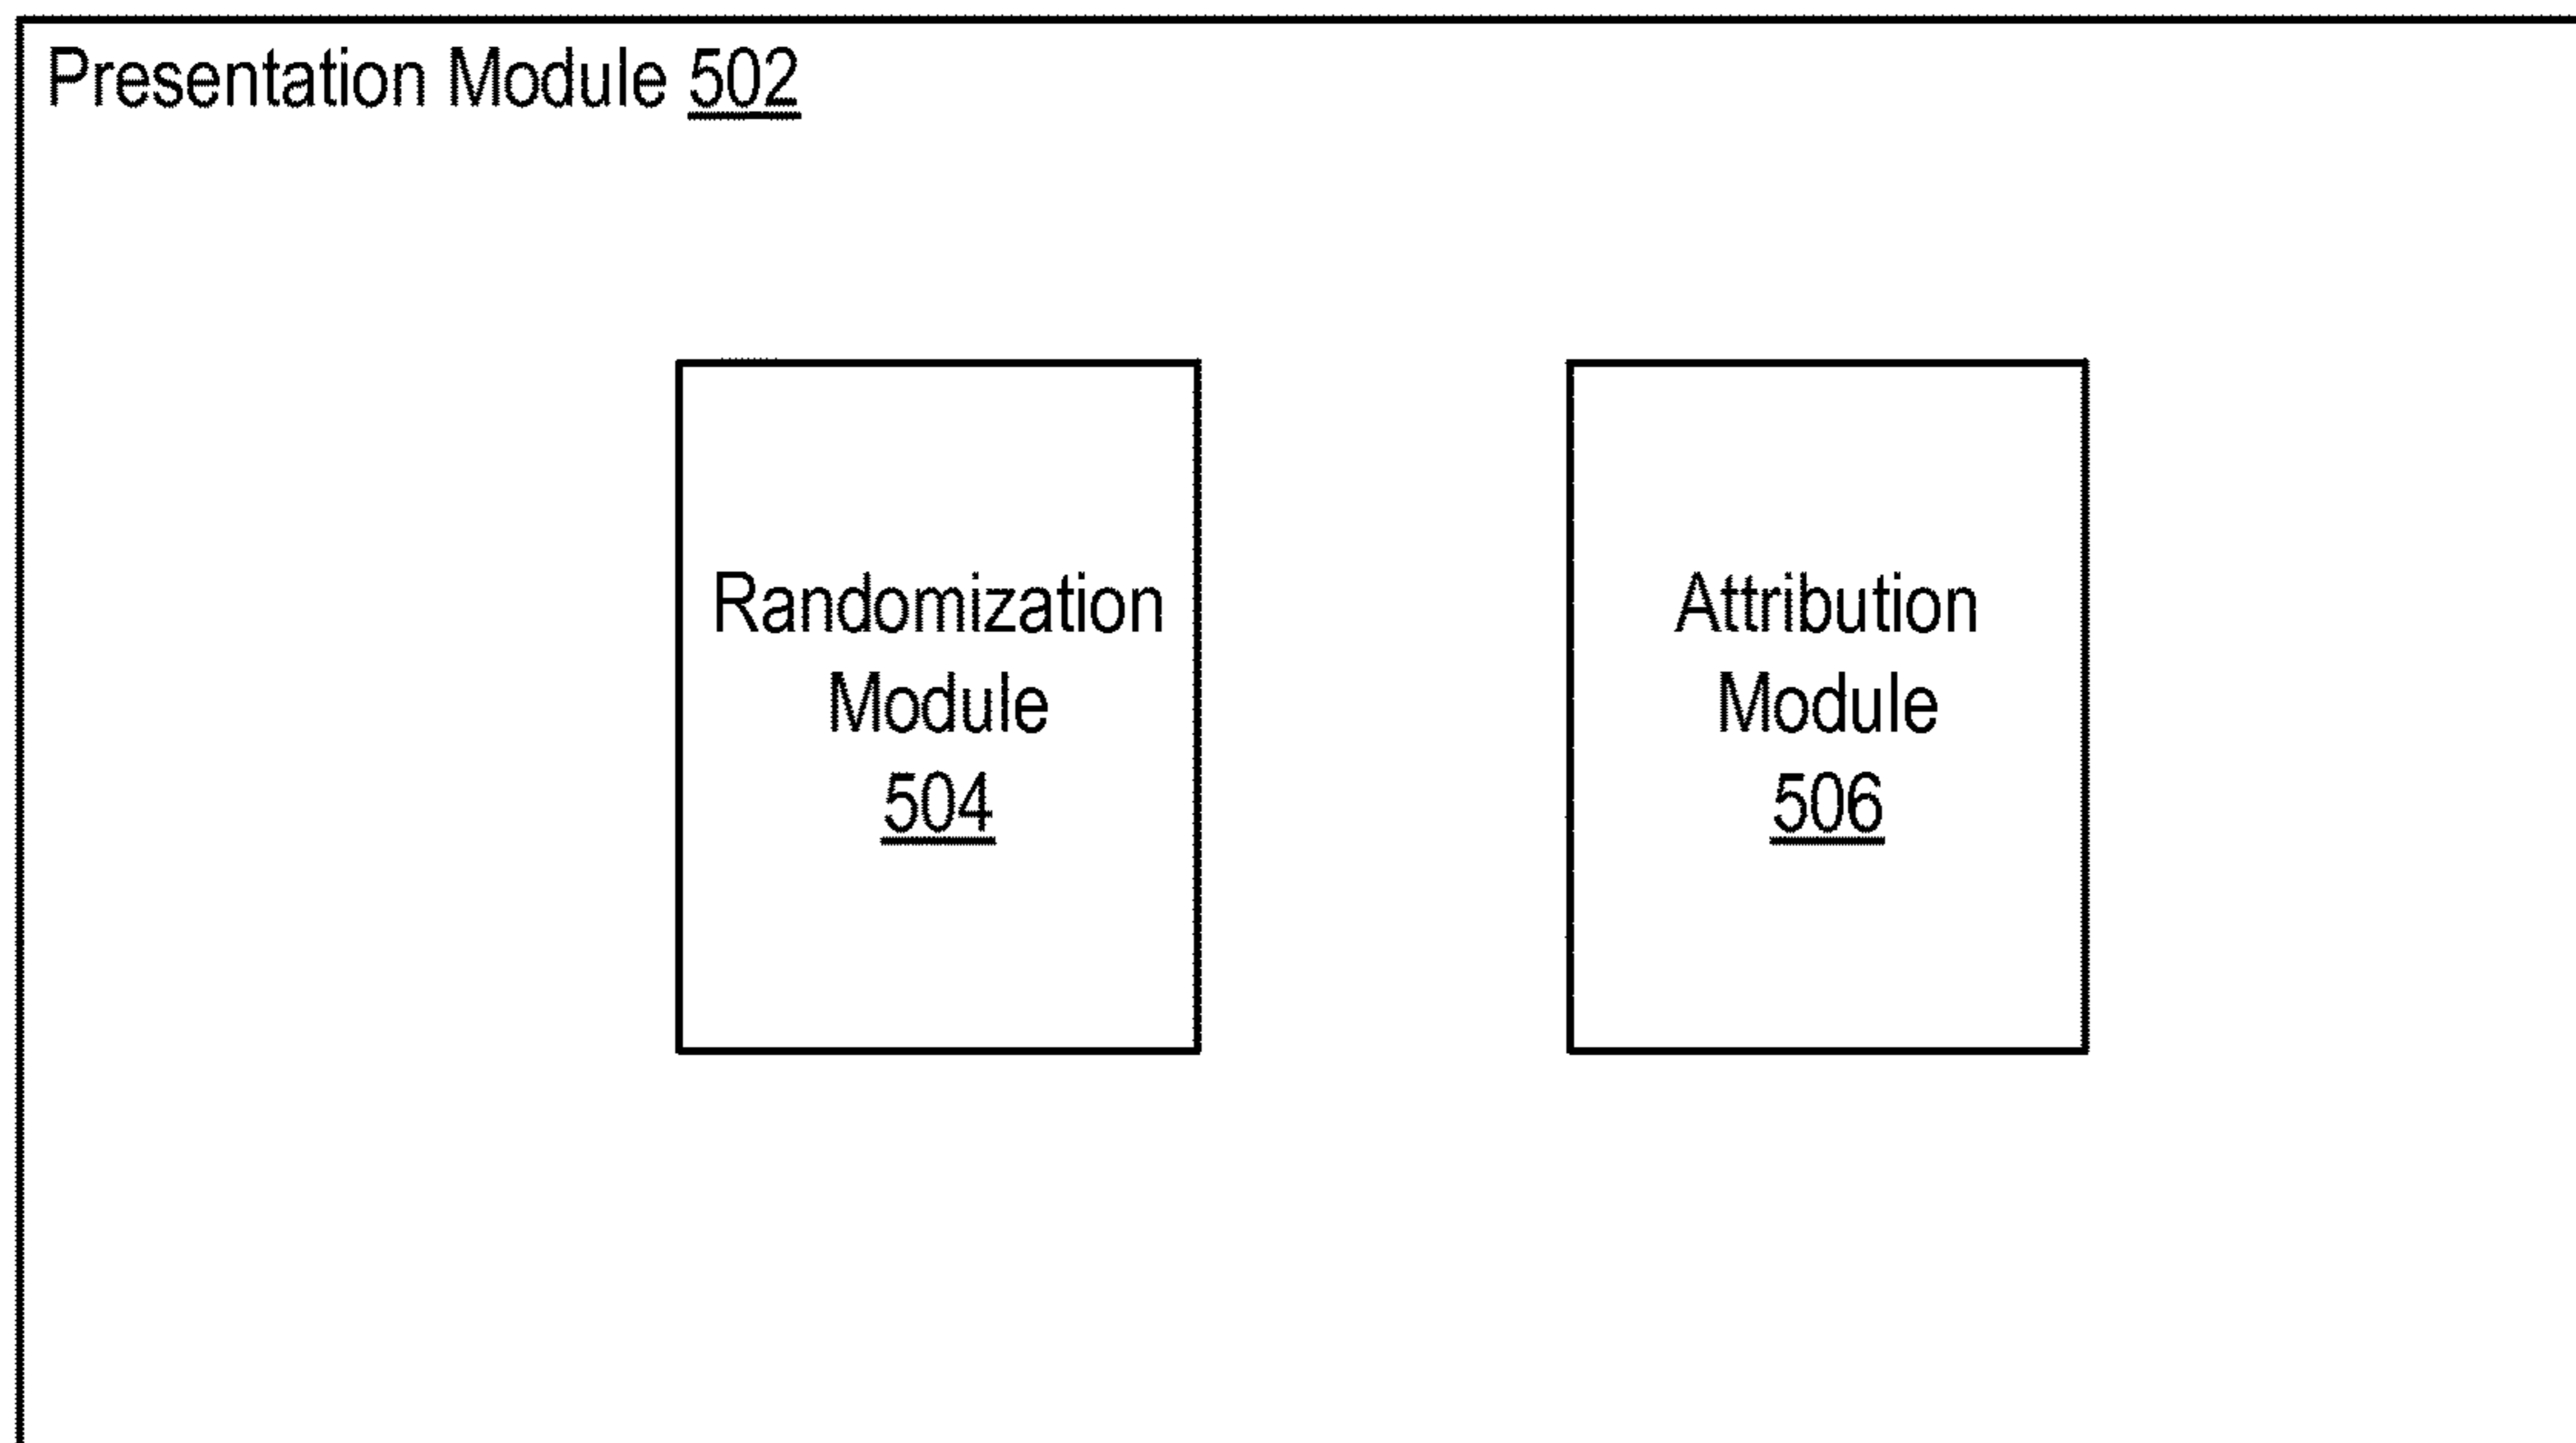 Presentation Module 502
Randomization
Module
504
Attribution
Module
506